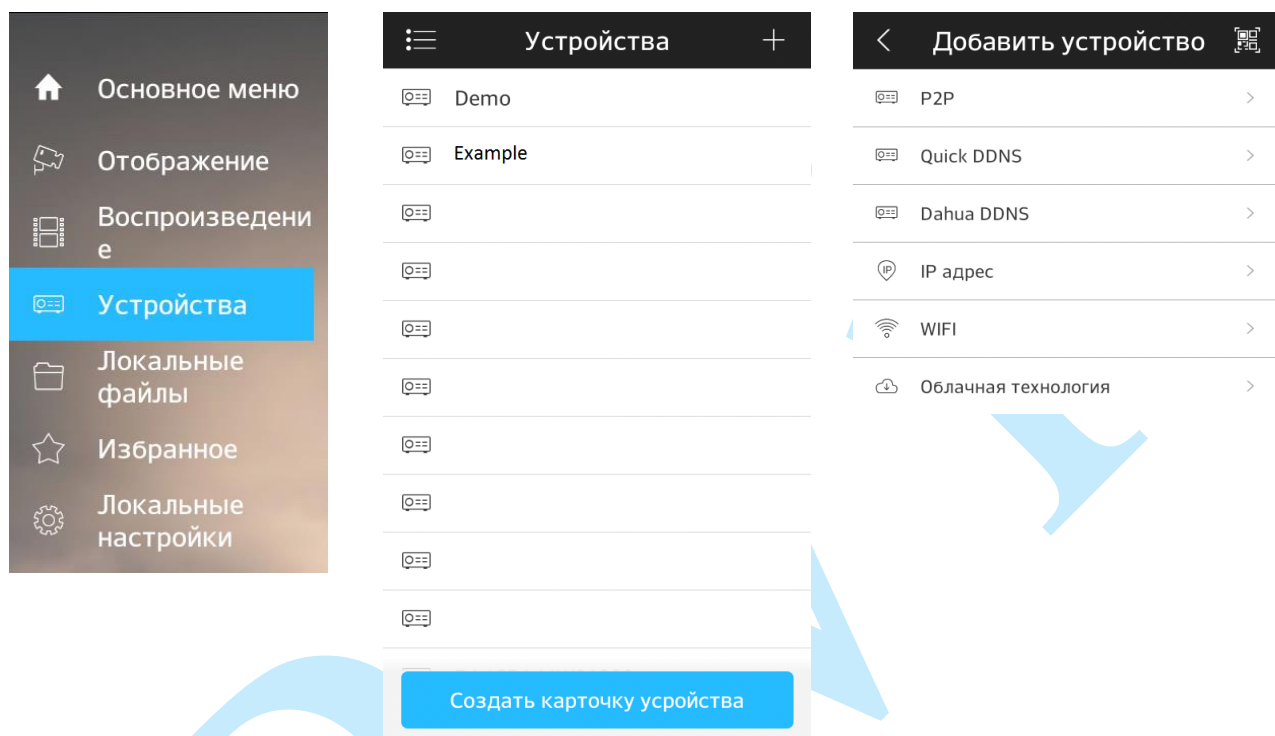 Основное меню
Отображение
Воспроизведени
е
Устройства
Локальные
файлы
Избранное
Локальные
настройки
Устройства
Demo
Example
Создать карточку усройства
Добавить устройство
P2P
Quick DDNS
Dahua DDNS
IP
IP адрес
WIFI
Облачная технология